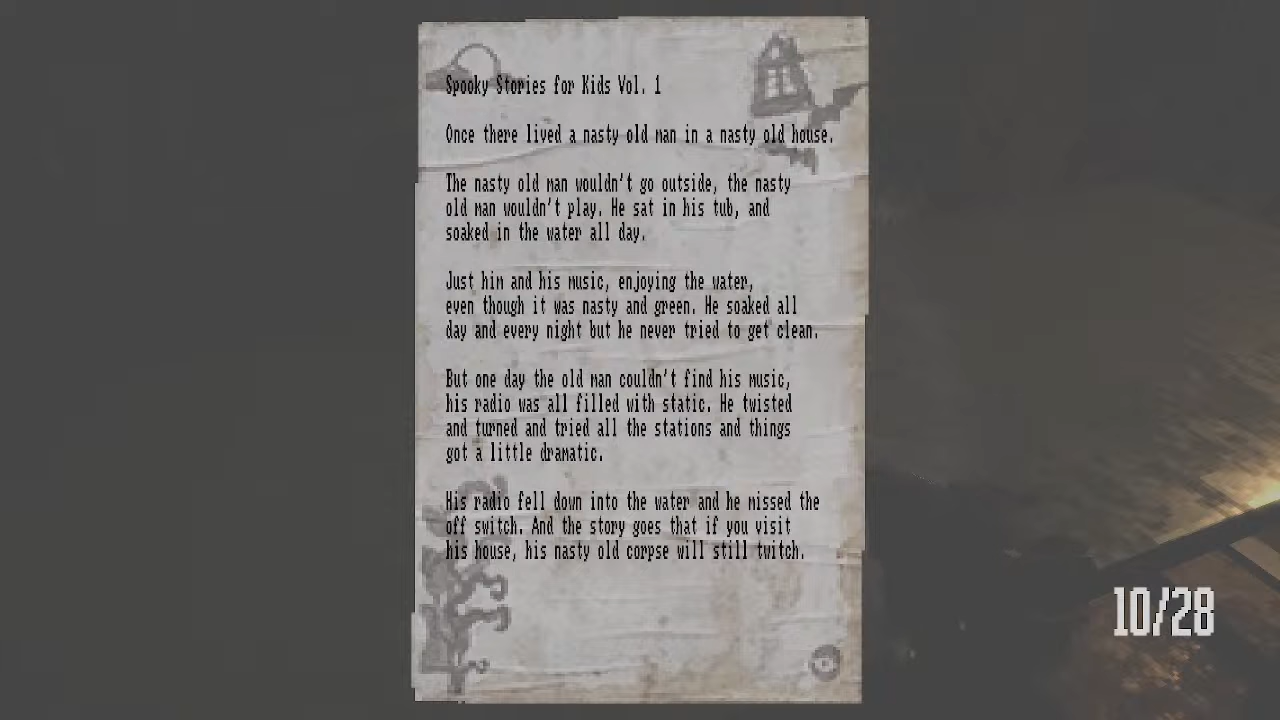 Spooky Stories for Kids Vol. 1
Once there lived a nasty old man in a nasty old house.
The nasty old man wouldn't go outside, the nasty
old man wouldn't play. He sat in his tub, and
soaked in the water all day.
Just him and his music, enjoying the water,
even though it was nasty and green. He soaked all
day and every night but he never tried to get clean.
But one day the old man couldn't find his music,
his radio was all filled with static. He twisted
and turned and tried all the stations and things
got a little dramatic.
His radio fell down into the water and he missed the
off switch. And the story goes that if you visit
his house, his nasty old corpse will still twitch.
10/28